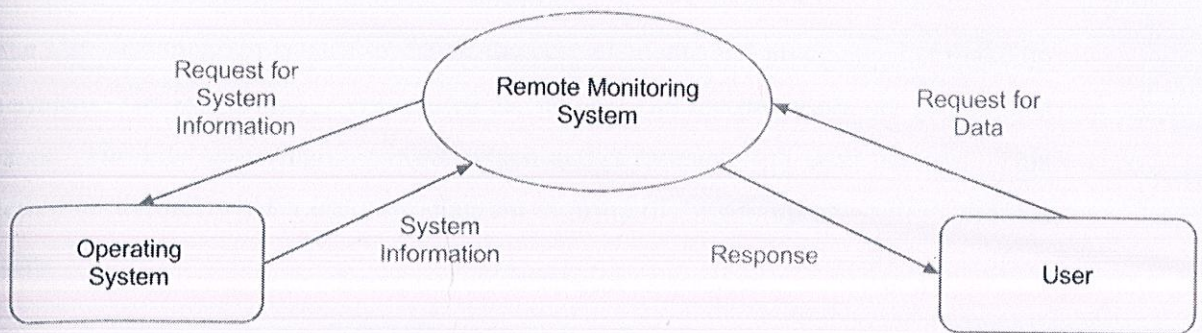 Request for
System
Information
Remote Monitoring
System
Request for
Data
Operating
System
System
Information
Response
User